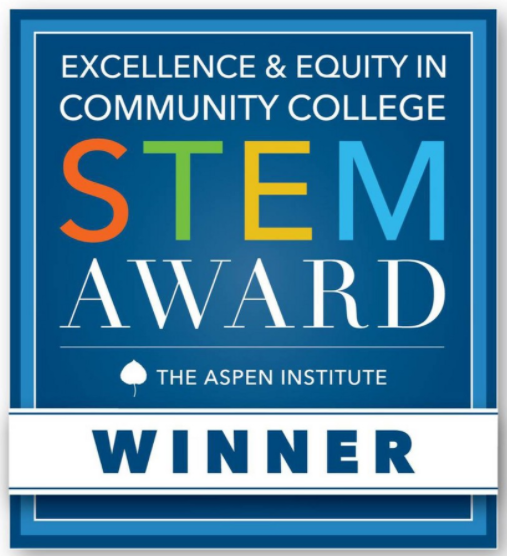 EXCELLENCE & EQUITY IN
COMMUNITY COLLEGE
STEM
AWARD
THE ASPEN INSTITUTE
WINNER